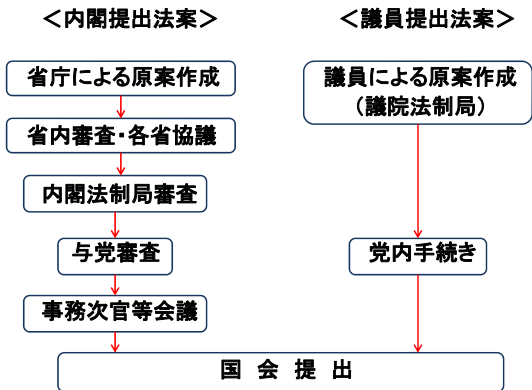 ＜内閣提出法案＞
省庁による原案作成
省内審査・各省協議
内閣法制局審査
与党審査
事務次官等会議
＜議員提出法案＞
議員による原案作成
（議院法制局）
党内手続き
国 会 提 出